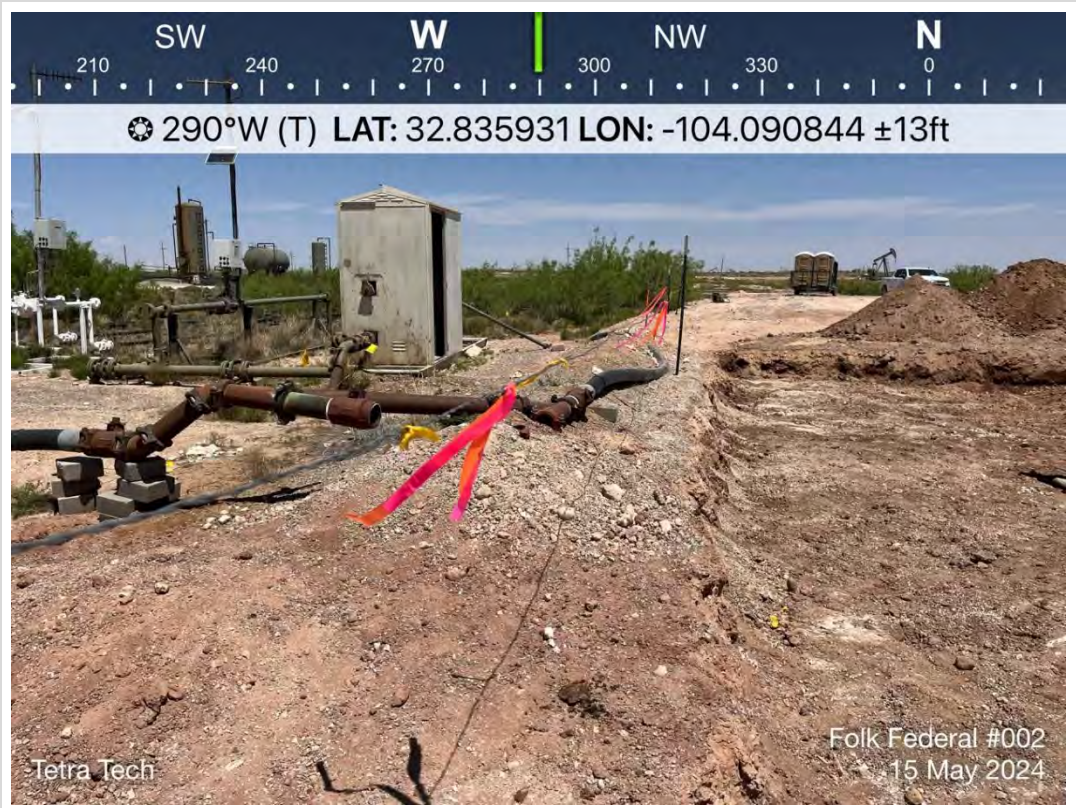 SW W NW N
210 240 270 300 330 0
290°W (T) LAT: 32.835931 LON: -104.090844 ±13ft
Folk Federal #002
Tetra Tech 15 May 2024